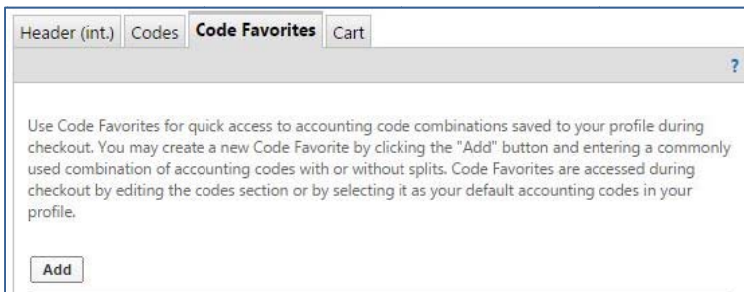 Header (int.) Codes Code Favorites Cart
?
Use Code Favorites for quick access to accounting code combinations saved to your profile during
checkout. You may create a new Code Favorite by clicking the "Add" button and entering a commonly
used combination of accounting codes with or without splits. Code Favorites are accessed during
checkout by editing the codes section or by selecting it as your default accounting codes in your
profile.
Add